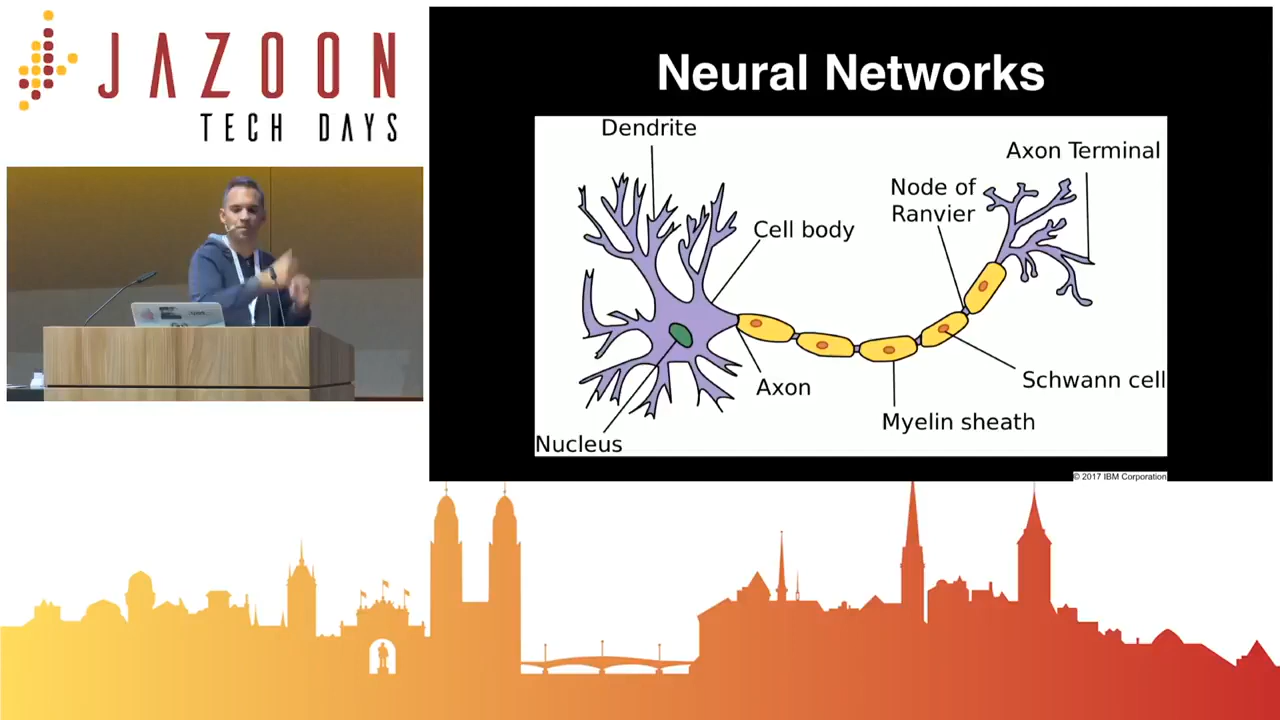 JAZOON
TECH DAYS
Neural Networks
Dendrite
Axon Terminal
Node of
Ranvier
Cell body
Axon
Schwann cell
Myelin sheath
Nucleus
© 2017 IBM Corporation